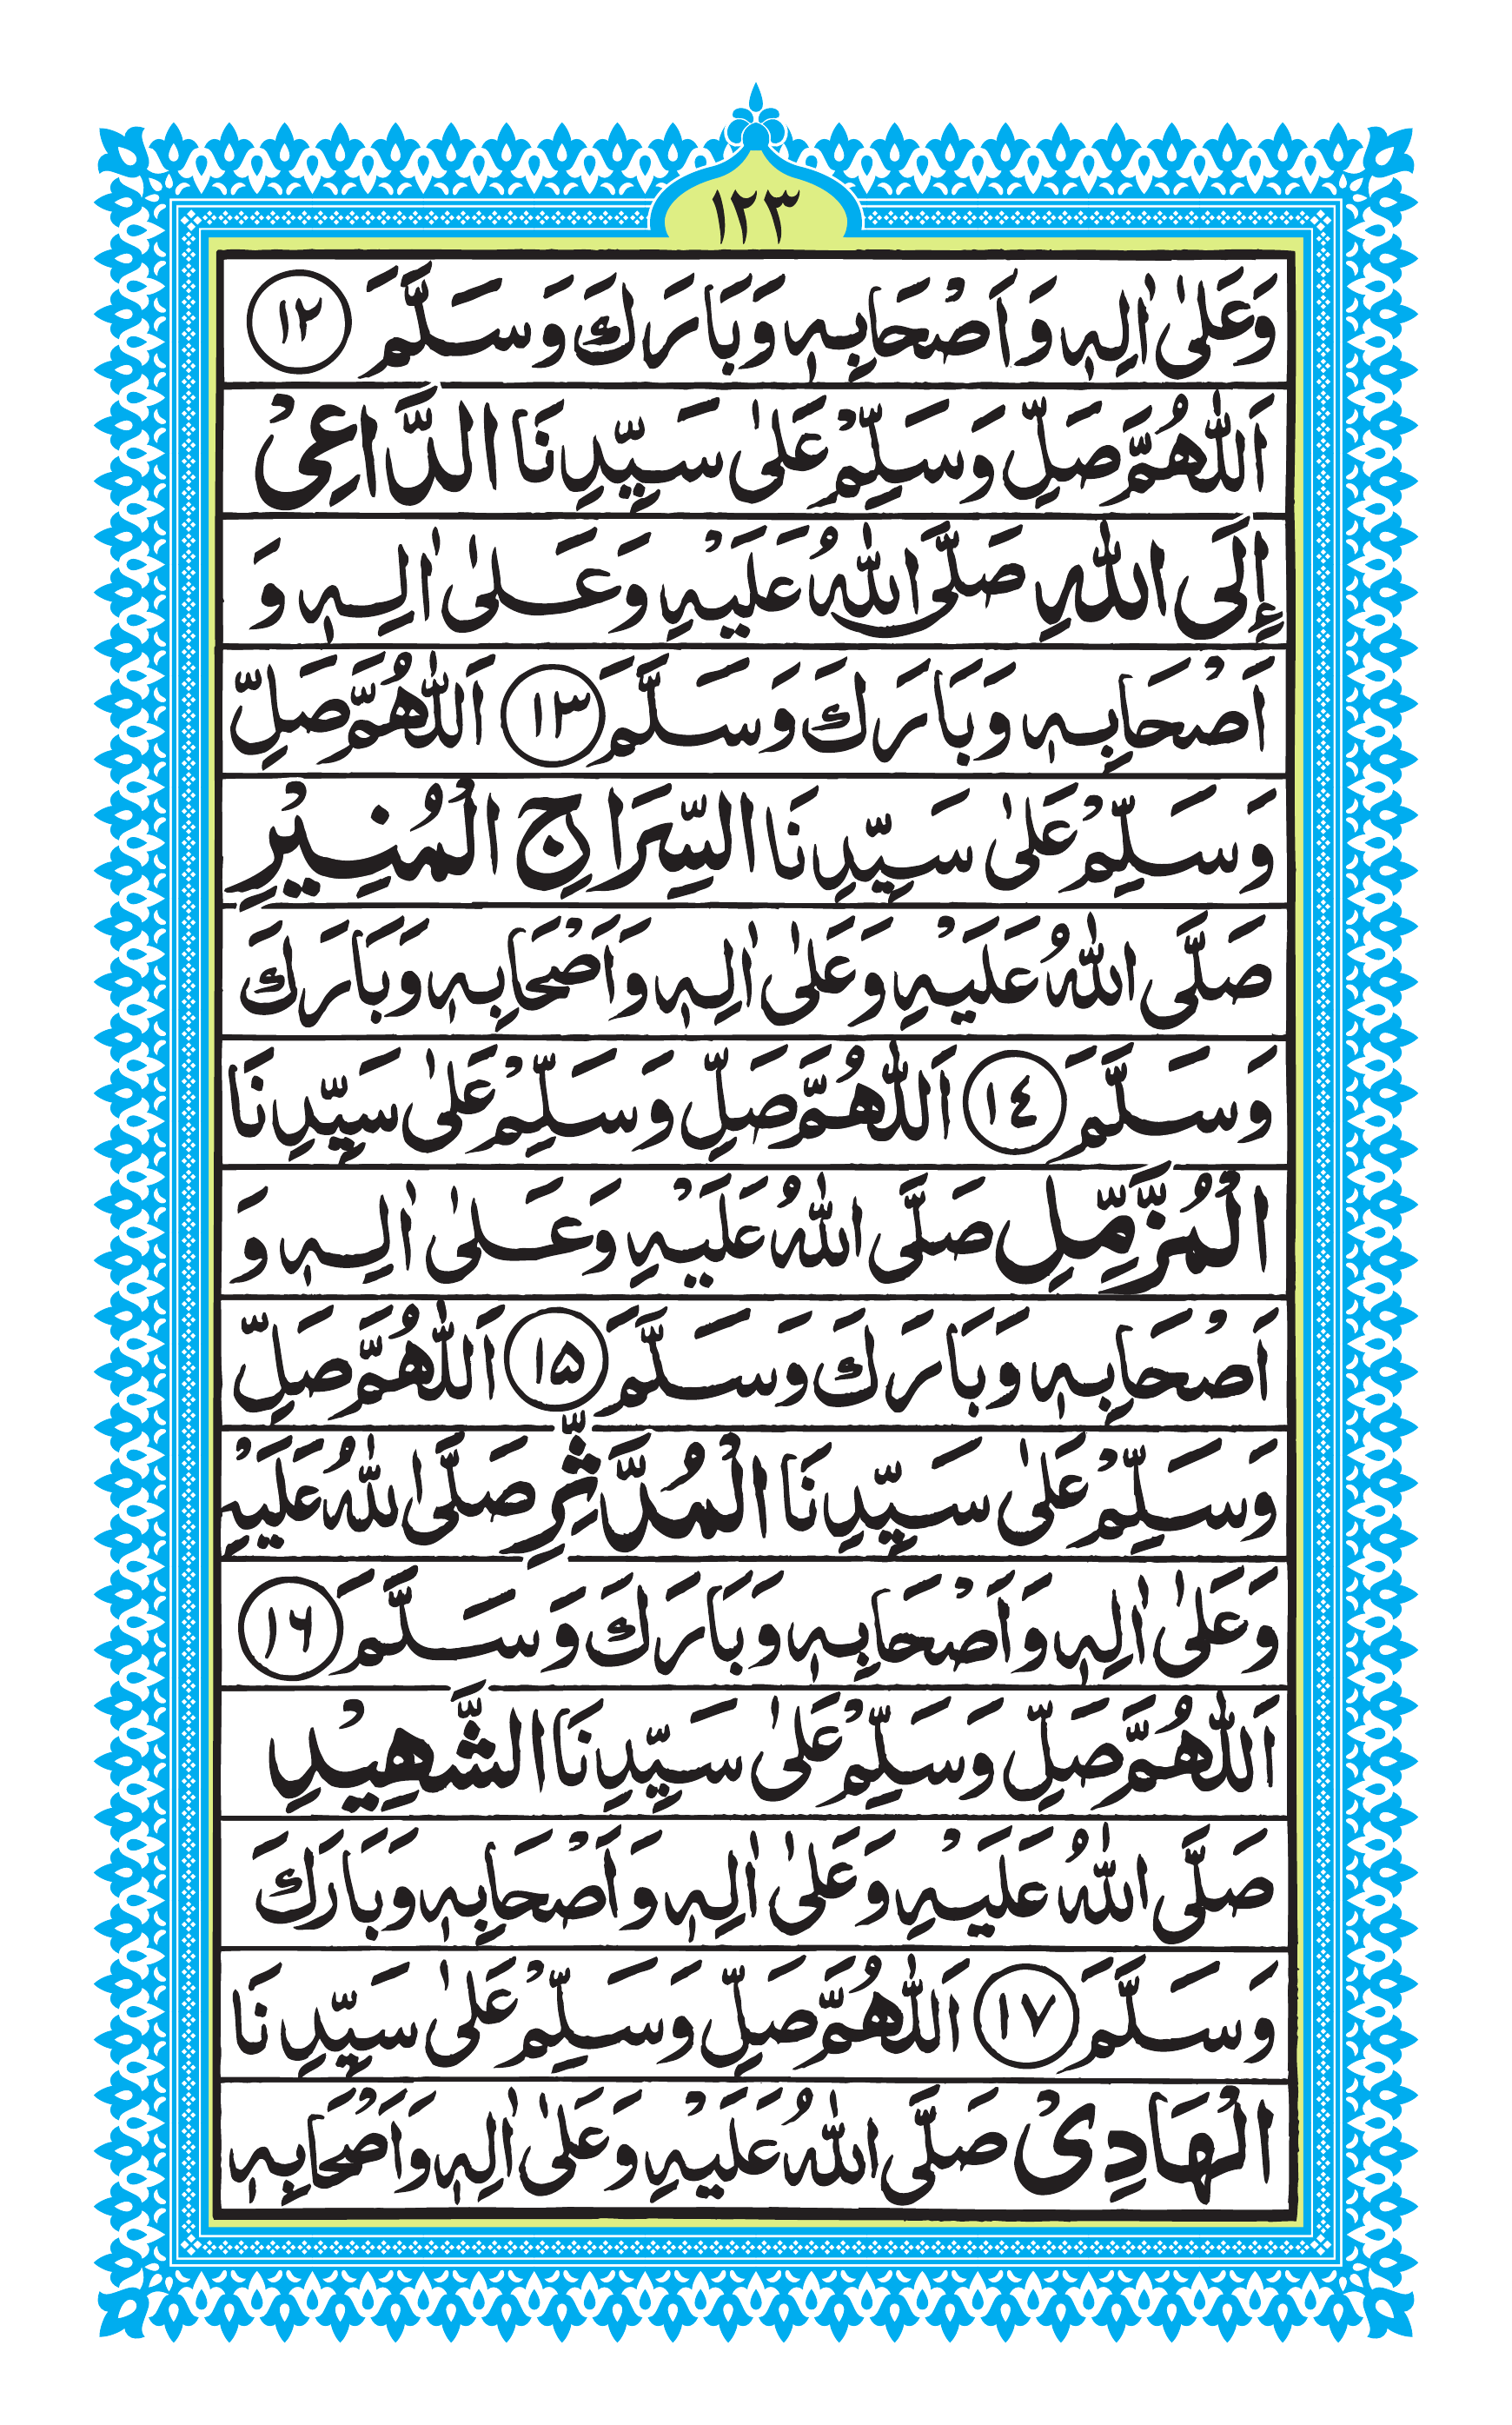 ١٢٣
وَعَلٰى اٰلِهٖ وَاَصْحَابِهٖ وَبَارَكَ وَسَلَّمَ ١٢
اَللّٰهُمَّ صَلِّ وَسَلِّمْ عَلٰى سَيِّدِنَا الدَّاعِىْ
إِلَى اللّٰهِ صَلَّى اللّٰهُ عَلَيْهِ وَعَلٰى اٰلِهٖ وَ
اَصْحَابِهٖ وَبَارَكَ وَسَلَّمَ ١٣ اَللّٰهُمَّ صَلِّ
وَسَلِّمْ عَلٰى سَيِّدِنَا السِّرَاجِ الْمُنِيْرِ
صَلَّى اللّٰهُ عَلَيْهِ وَعَلٰى اٰلِهٖ وَاَصْحَابِهٖ وَبَارَكَ
وَسَلَّمَ ١٤ اَللّٰهُمَّ صَلِّ وَسَلِّمْ عَلٰى سَيِّدِنَا
الْمُزَّمِّلِ صَلَّى اللّٰهُ عَلَيْهِ وَعَلٰى اٰلِهٖ وَ
اَصْحَابِهٖ وَبَارَكَ وَسَلَّمَ ١٥ اَللّٰهُمَّ صَلِّ
وَسَلِّمْ عَلٰى سَيِّدِنَا الْمُدَّثِّرِ صَلَّى اللّٰهُ عَلَيْهِ
وَعَلٰى اٰلِهٖ وَاَصْحَابِهٖ وَبَارَكَ وَسَلَّمَ ١٦
اَللّٰهُمَّ صَلِّ وَسَلِّمْ عَلٰى سَيِّدِنَا الشَّهِيْدِ
صَلَّى اللّٰهُ عَلَيْهِ وَعَلٰى اٰلِهٖ وَاَصْحَابِهٖ وَبَارَكَ
وَسَلَّمَ ١٧ اَللّٰهُمَّ صَلِّ وَسَلِّمْ عَلٰى سَيِّدِنَا
الْهَادِىْ صَلَّى اللّٰهُ عَلَيْهِ وَعَلٰى اٰلِهٖ وَاَصْحَابِهٖ